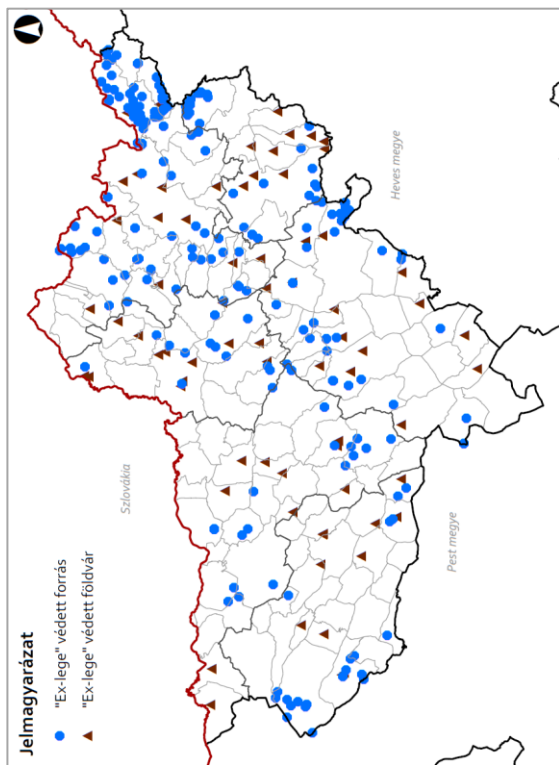 Jelmagyarázat
"Ex-lege" védett forrás
"Ex-lege" védett földvár
Szlovákia
Pest megye
Heves megye